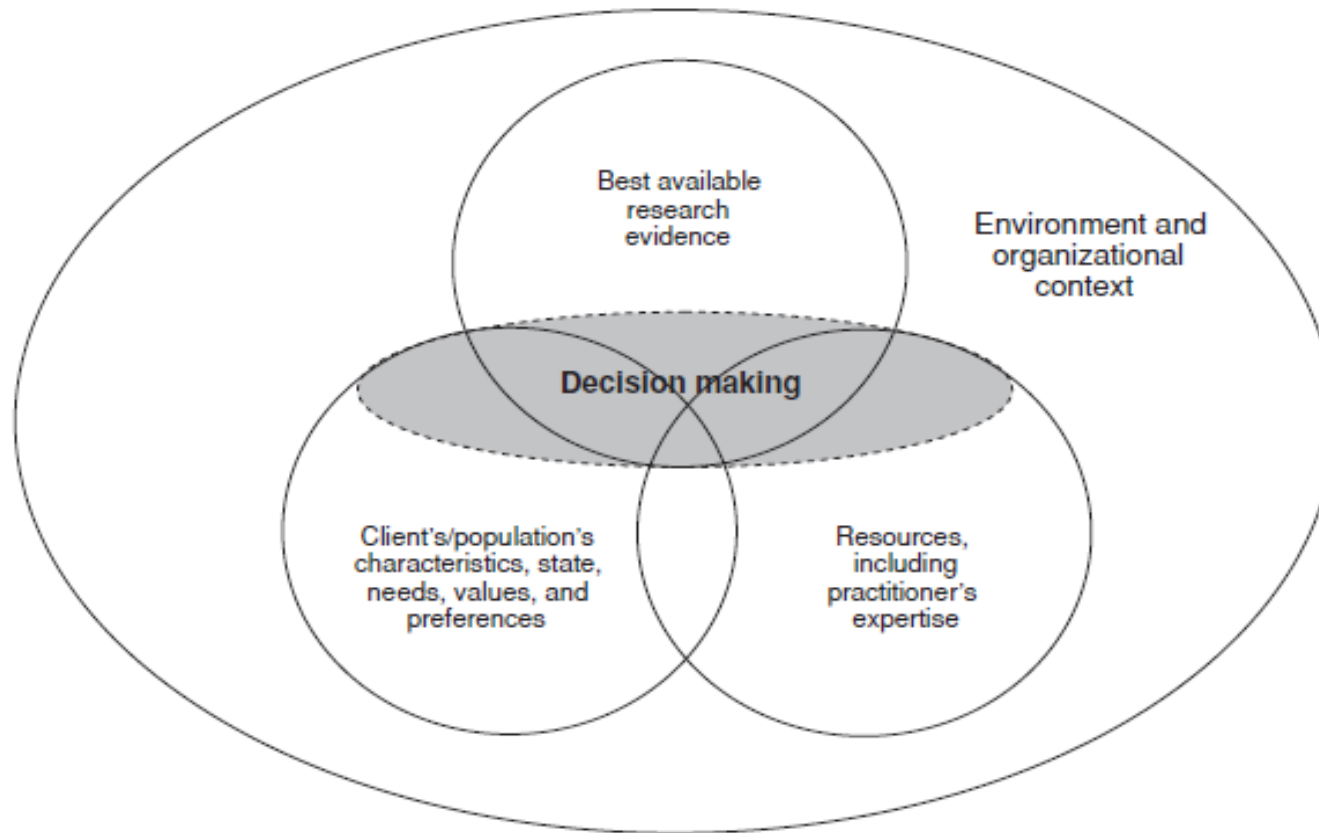 Best available
research
evidence
Environment and
organizational
context
Decision making
Client's/population's
characteristics, state,
needs, values, and
preferences
Resources,
including
practitioner's
expertise